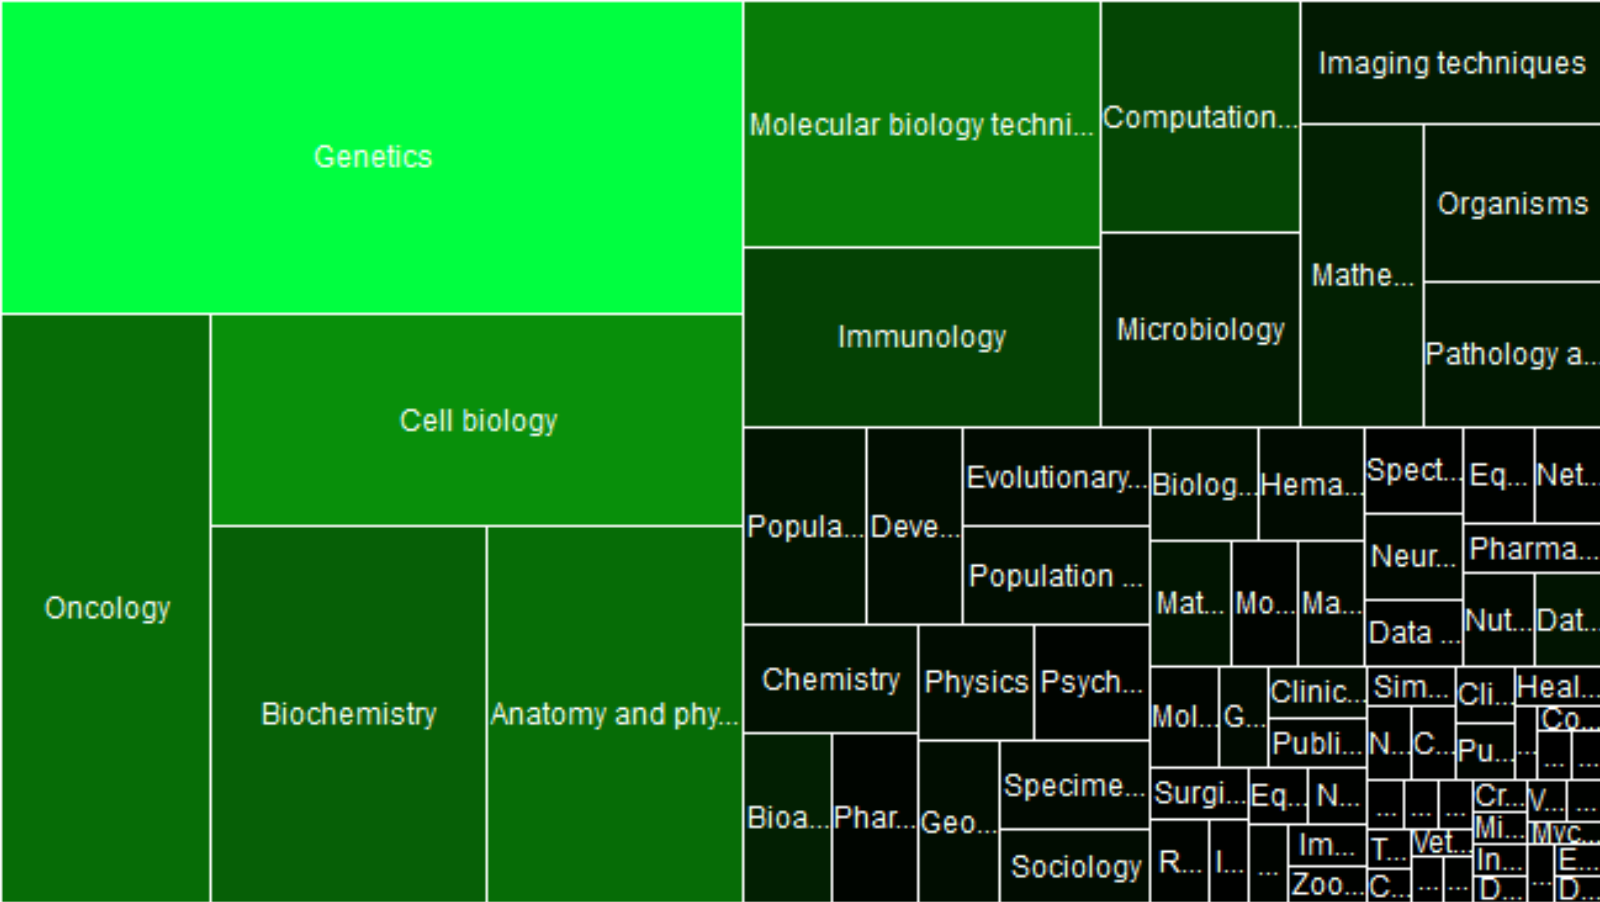 Genetics
Oncology
Cell biology
Biochemistry
Anatomy and phy...
Molecular biology techni...
Immunology
Computation...
Microbiology
Imaging techniques
Mathe...
Organisms
Pathology a...
Popula...
Deve...
Evolutionary...
Population ...
Chemistry
Physics
Psych...
Bioa...
Phar...
Geo...
Specime...
Sociology
Biolog...
Hema...
Mat...
Mo...
Ma...
Spect...
Neur...
Data ...
Eq...
Net...
Pharma...
Nut...
Dat...
Mol...
G...
Clinic...
Publi...
Surgi...
Eq...
N...
R...
I...
...
Im...
Zoo...
Sim...
N...
C...
Cli...
Pu...
Heal...
...
Co...
...
...
...
...
...
T...
C...
Vet...
...
...
Cr...
Mi...
In...
D...
V...
...
Myc...
...
E...
D...